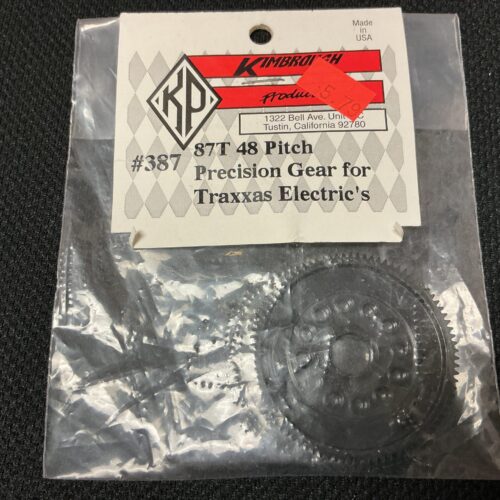 Made
in
USA
KIMBROUGH
KP
Products
1322 Bell Ave. Unit
Tustin, California 92780
#387
87T 48 Pitch
Precision Gear for
Traxxas Electric's